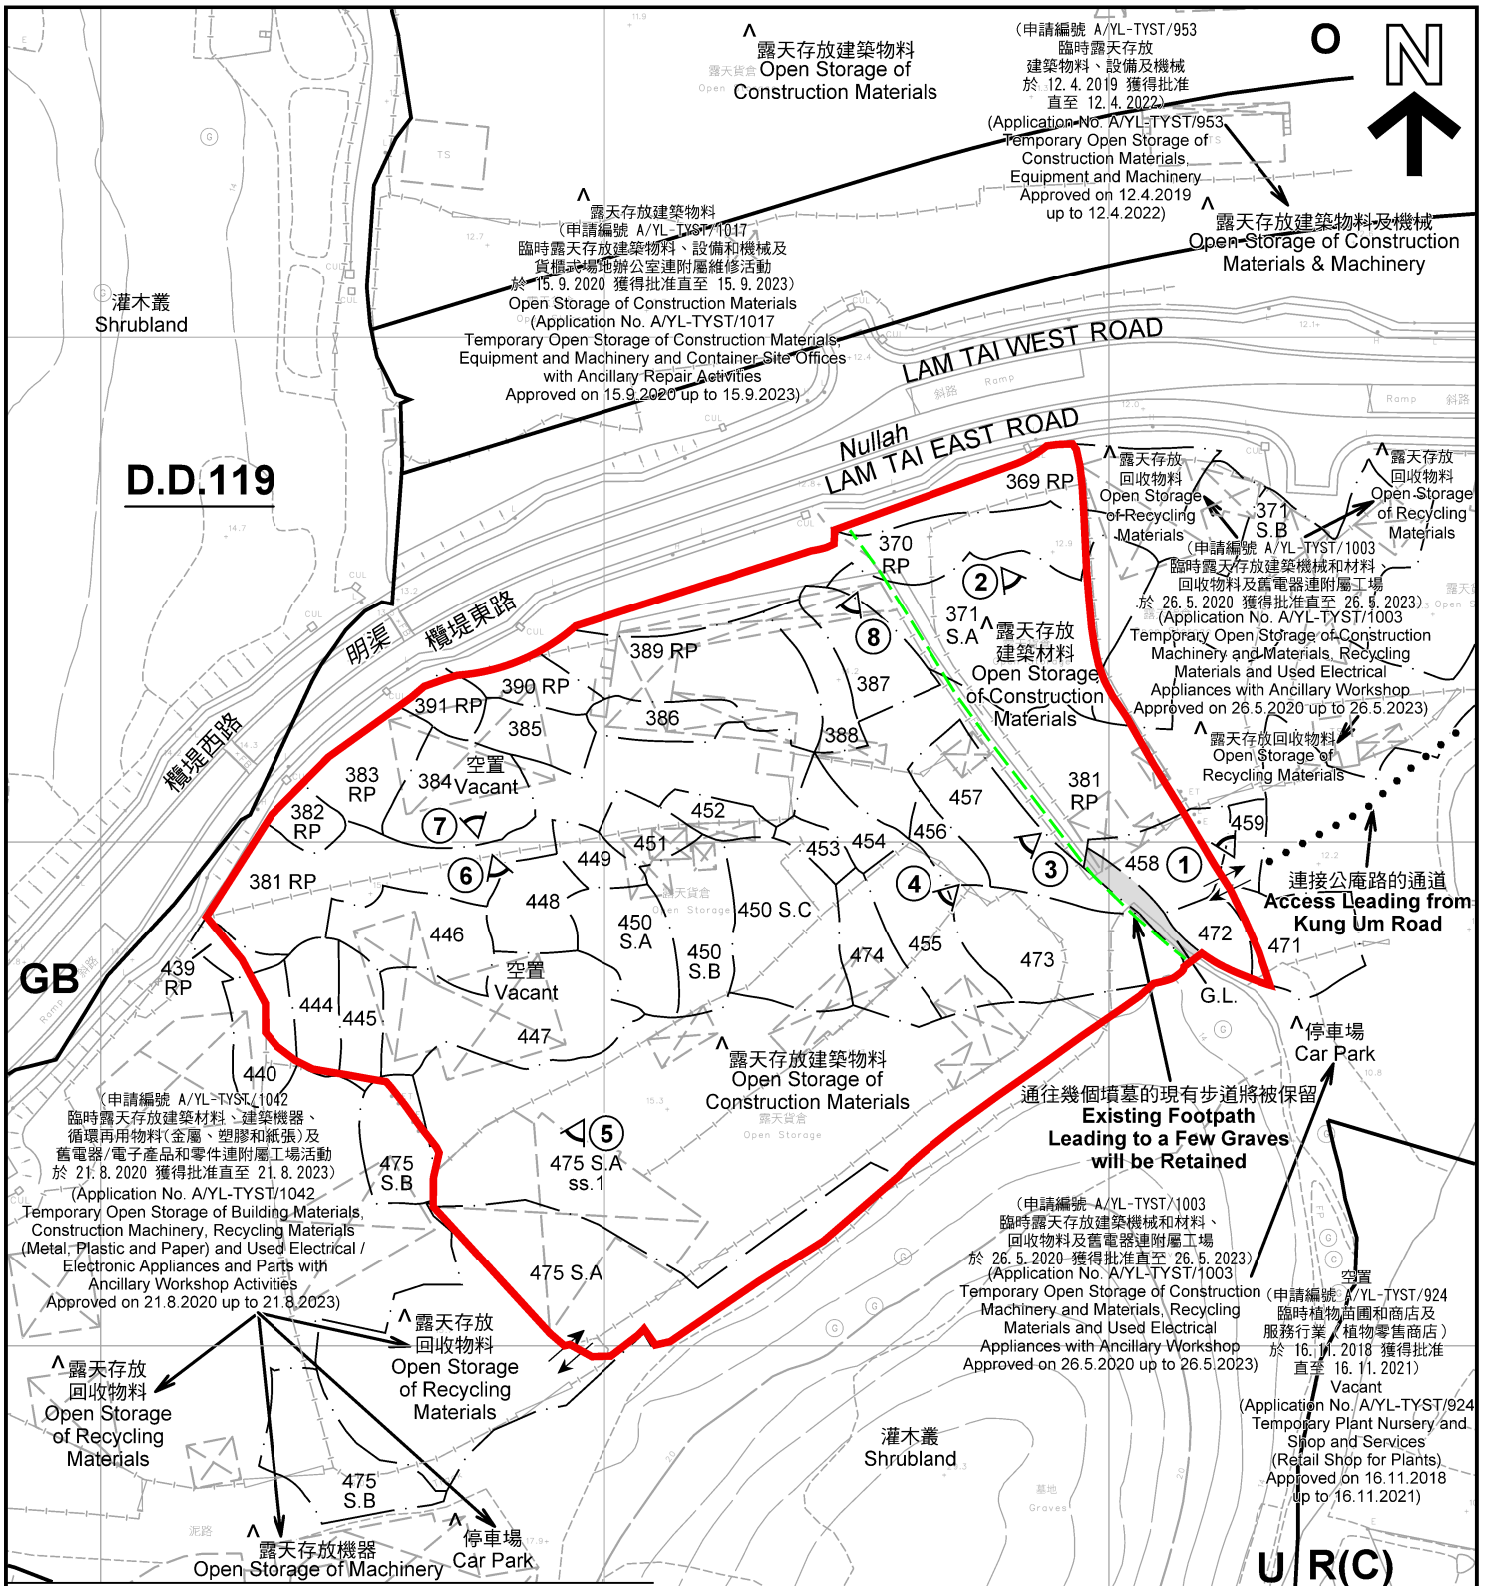 露天存放建築物料
Open Storage of
Construction Materials
(申請編號 A/YL-TYST/953
臨時露天存放
建築物料、設備及機械
於 12.4.2019 獲得批准
直至 12.4.2022)
(Application No. A/YL-TYST/953
Temporary Open Storage of
Construction Materials,
Equipment and Machinery
Approved on 12.4.2019
up to 12.4.2022)
O
N
露天存放建築物料及機械
Open Storage of Construction
Materials & Machinery
露天存放建築物料
(申請編號 A/YL-TYST/1017
臨時露天存放建築物料、設備和機械及
貨櫃式場地辦公室連附屬維修活動
於 15.9.2020 獲得批准直至 15.9.2023)
Open Storage of Construction Materials
(Application No. A/YL-TYST/1017
Temporary Open Storage of Construction Materials,
Equipment and Machinery and Container Site Offices
with Ancillary Repair Activities
Approved on 15.9.2020 up to 15.9.2023)
灌木叢
Shrubland
LAM TAI WEST ROAD
斜路 Ramp
Ramp 斜路
Nullah
LAM TAI EAST ROAD
D.D.119
明渠
欖堤東路
欖堤西路
369 RP
370
RP
371
S.A
露天存放
建築材料
Open Storage
of Construction
Materials
露天存放
回收物料
Open Storage
of Recycling
Materials
371
S.B
露天存放
回收物料
Open Storage
of Recycling
Materials
(申請編號 A/YL-TYST/1003
臨時露天存放建築機械和材料、
回收物料及舊電器連附屬工場
於 26.5.2020 獲得批准直至 26.5.2023)
(Application No. A/YL-TYST/1003
Temporary Open Storage of Construction
Machinery and Materials, Recycling
Materials and Used Electrical
Appliances with Ancillary Workshop
Approved on 26.5.2020 up to 26.5.2023)
露天存放回收物料
Open Storage of
Recycling Materials
2
8
389 RP
390 RP
391 RP
385
386
387
388
383
RP
384
空置
Vacant
382
RP
381
RP
457
7
452
451
456
454
453
449
6
381 RP
448
446
450
S.A
450 S.C
450
S.B
4
3
458
1
459
連接公庵路的通道
Access Leading from
Kung Um Road
472
471
473
455
474
空置
Vacant
447
439
RP
444
445
440
GB
G.L.
停車場
Car Park
露天存放建築物料
Open Storage of
Construction Materials
露天貨倉
Open Storage
通往幾個墳墓的現有步道將被保留
Existing Footpath
Leading to a Few Graves
will be Retained
(申請編號 A/YL-TYST/1042
臨時露天存放建築材料、建築機器、
循環再用物料(金屬、塑膠和紙張)及
舊電器/電子產品和零件連附屬工場活動
於 21.8.2020 獲得批准直至 21.8.2023)
(Application No. A/YL-TYST/1042
Temporary Open Storage of Building Materials,
Construction Machinery, Recycling Materials
(Metal, Plastic and Paper) and Used Electrical /
Electronic Appliances and Parts with
Ancillary Workshop Activities
Approved on 21.8.2020 up to 21.8.2023)
475
S.B
5
475 S.A
ss.1
475 S.A
(申請編號 A/YL-TYST/1003
臨時露天存放建築機械和材料、
回收物料及舊電器連附屬工場
於 26.5.2020 獲得批准直至 26.5.2023)
(Application No. A/YL-TYST/1003
Temporary Open Storage of Construction
Machinery and Materials, Recycling
Materials and Used Electrical
Appliances with Ancillary Workshop
Approved on 26.5.2020 up to 26.5.2023)
空置
(申請編號 A/YL-TYST/924
臨時植物苗圃和商店及
服務行業(植物零售商店)
於 16.11.2018 獲得批准
直至 16.11.2021)
Vacant
(Application No. A/YL-TYST/924
Temporary Plant Nursery and
Shop and Services
(Retail Shop for Plants)
Approved on 16.11.2018
up to 16.11.2021)
露天存放
回收物料
Open Storage
of Recycling
Materials
露天存放
回收物料
Open Storage
of Recycling
Materials
475
S.B
灌木叢
Shrubland
墓地
Graves
泥路
露天存放機器
Open Storage of Machinery
停車場
Car Park
U
R(C)